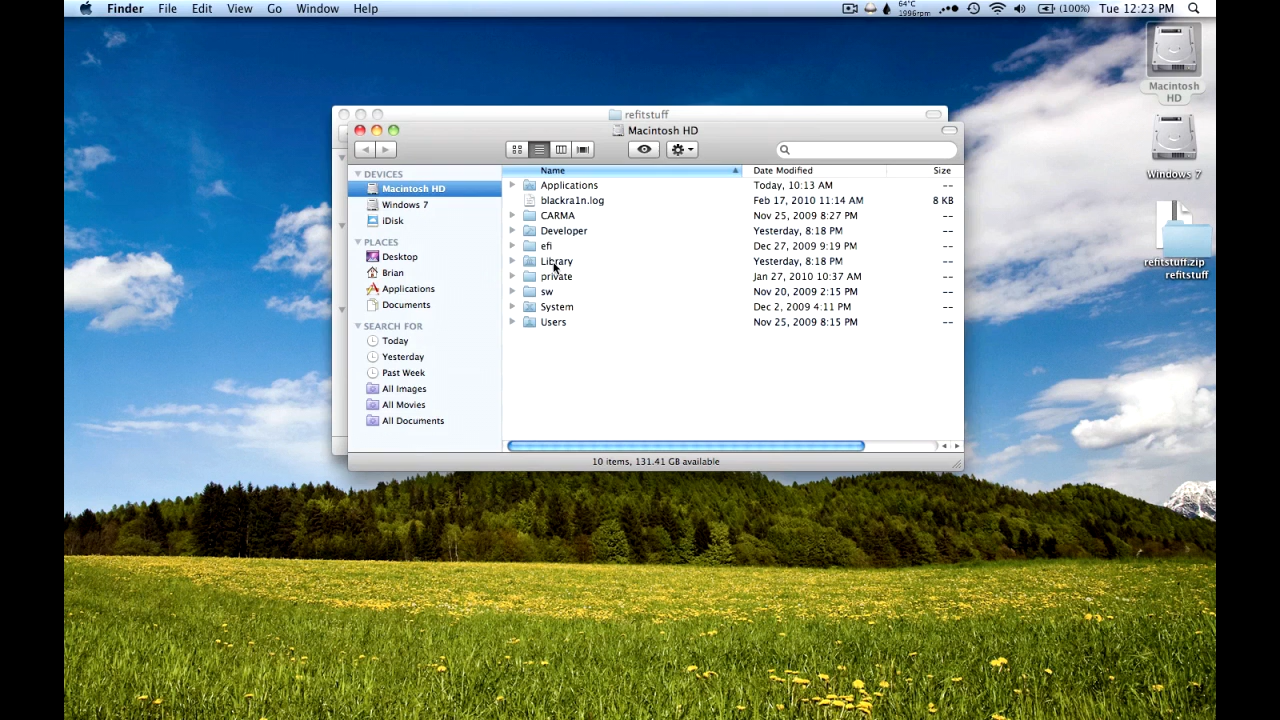 Finder File Edit View Go Window Help 64°C 1996rpm (100%) Tue 12:23 PM
Macintosh HD
Windows 7
refitstuff.zip
refitstuff
refitstuff
Macintosh HD
DEVICES
Macintosh HD
Windows 7
iDisk
PLACES
Desktop
Brian
Applications
Documents
SEARCH FOR
Today
Yesterday
Past Week
All Images
All Movies
All Documents
Name Date Modified Size
Applications Today, 10:13 AM --
blackra1n.log Feb 17, 2010 11:14 AM 8 KB
CARMA Nov 25, 2009 8:27 PM --
Developer Yesterday, 8:18 PM --
efi Dec 27, 2009 9:19 PM --
Library Yesterday, 8:18 PM --
private Jan 27, 2010 10:37 AM --
sw Nov 20, 2009 2:15 PM --
System Dec 2, 2009 4:11 PM --
Users Nov 25, 2009 8:15 PM --
10 items, 131.41 GB available